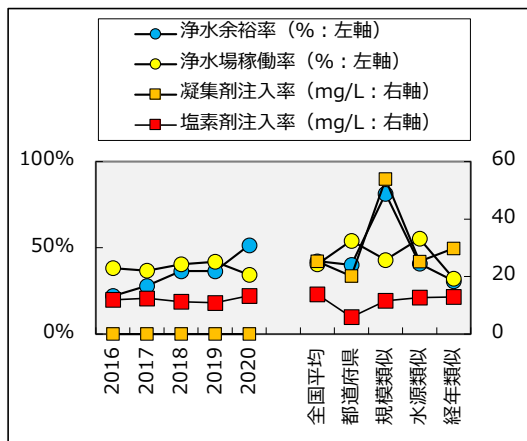 浄水余裕率（%：左軸）
浄水場稼働率（%：左軸）
凝集剤注入率（mg/L：右軸）
塩素剤注入率（mg/L：右軸）
100%
60
40
50%
20
0%
0
2016
2017
2018
2019
2020
全国平均
都道府県
規模類似
水源類似
経年類似